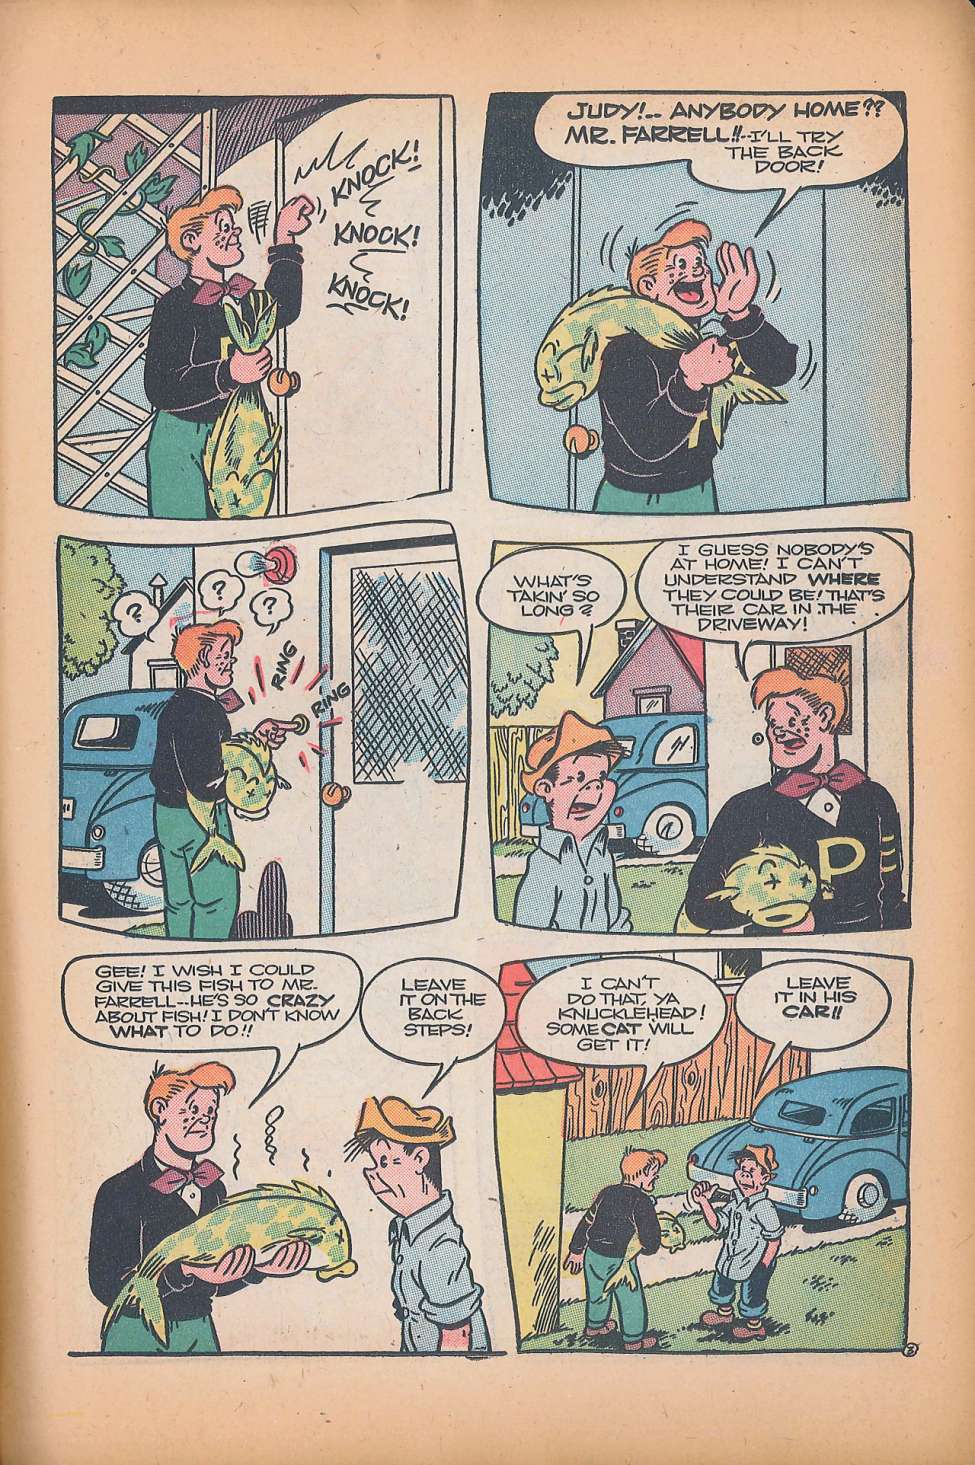 KNOCK!
KNOCK!
KNOCK!
JUDY!-- ANYBODY HOME??
MR. FARRELL!!--I'LL TRY
THE BACK
DOOR!
?
?
?
RING
RING
WHAT'S
TAKIN' SO
LONG?
I GUESS NOBODY'S
AT HOME! I CAN'T
UNDERSTAND WHERE
THEY COULD BE! THAT'S
THEIR CAR IN THE
DRIVEWAY!
P
GEE! I WISH I COULD
GIVE THIS FISH TO MR.
FARRELL--HE'S SO CRAZY
ABOUT FISH! I DON'T KNOW
WHAT TO DO!!
LEAVE
IT ON THE
BACK
STEPS!
I CAN'T
DO THAT, YA
KNUCKLEHEAD!
SOME CAT WILL
GET IT!
LEAVE
IT IN HIS
CAR!!
3